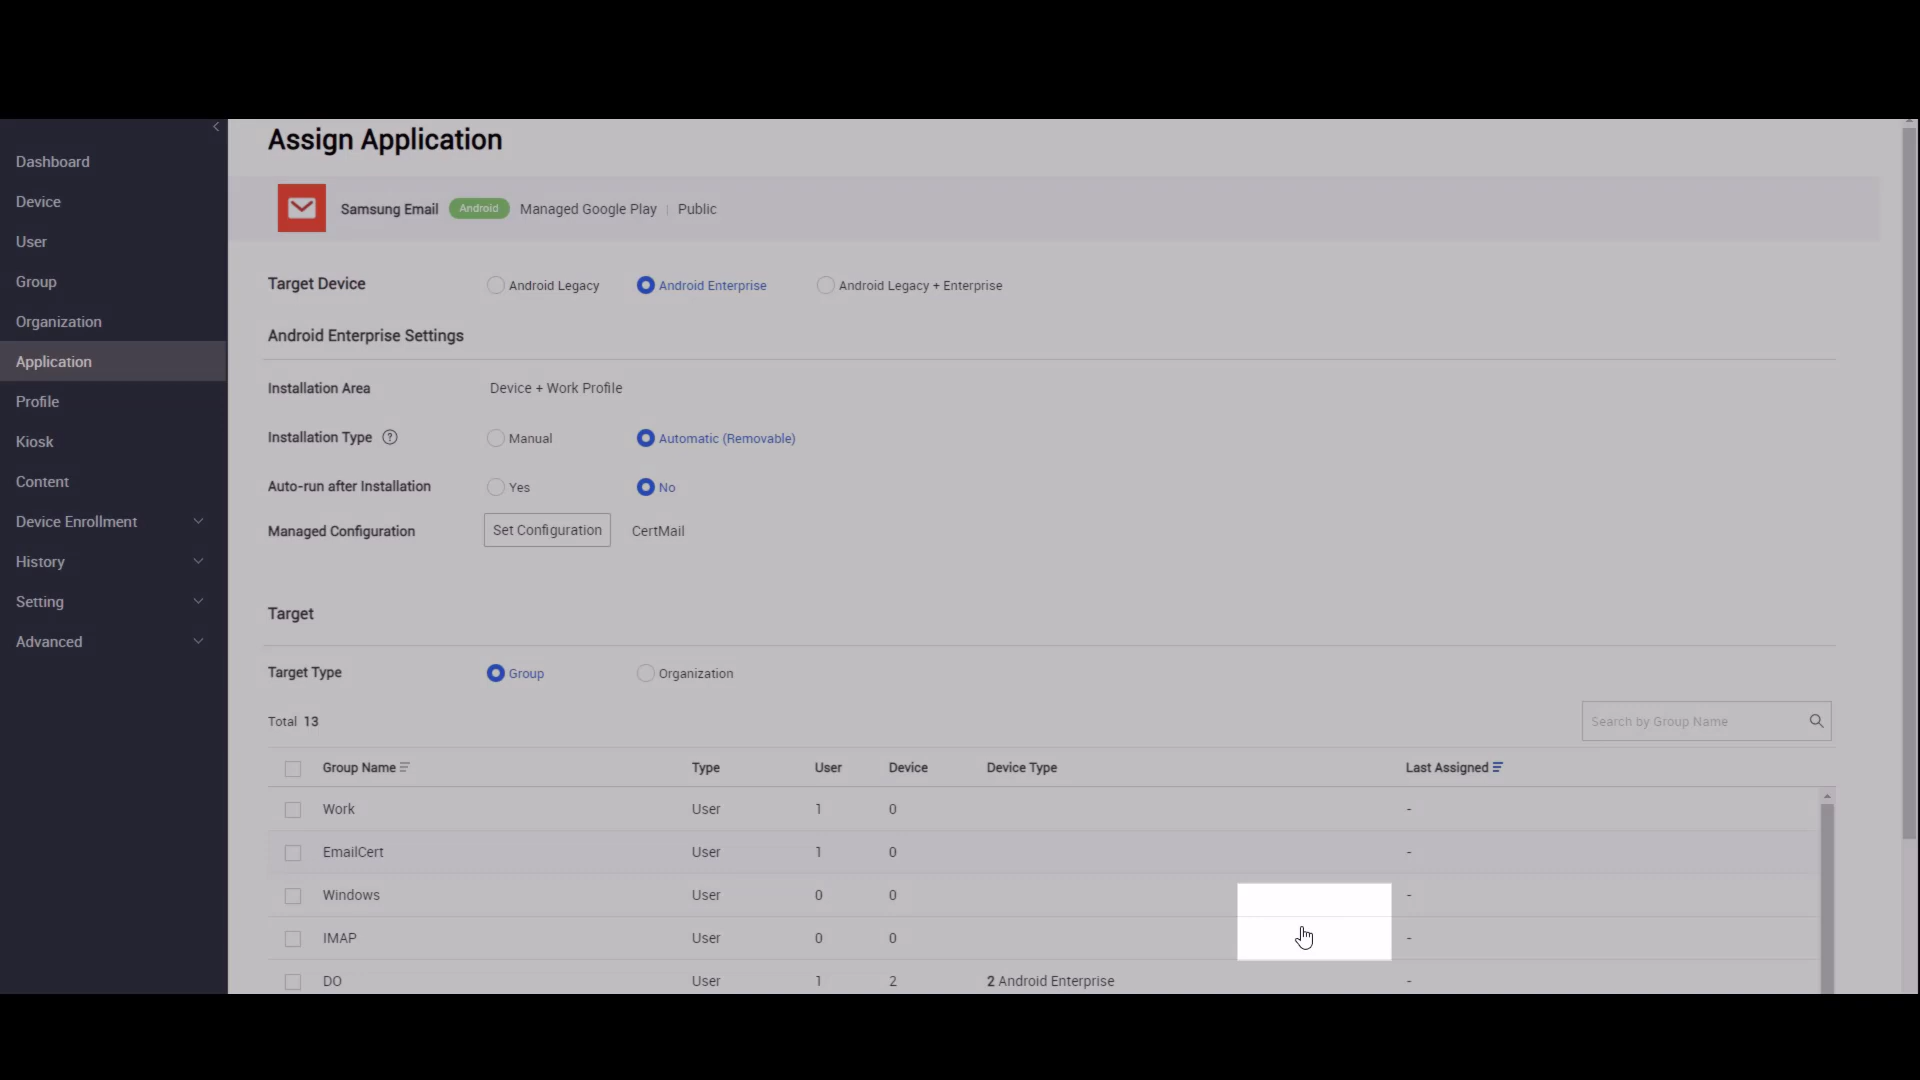 Assign Application
Dashboard
Device
User
Group
Organization
Application
Profile
Kiosk
Content
Device Enrollment
History
Setting
Advanced
Samsung Email Android Managed Google Play | Public
Target Device Android Legacy Android Enterprise Android Legacy + Enterprise
Android Enterprise Settings
Installation Area Device + Work Profile
Installation Type ? Manual Automatic (Removable)
Auto-run after Installation Yes No
Managed Configuration Set Configuration CertMail
Target
Target Type Group Organization
Total 13 Search by Group Name
Group Name Type User Device Device Type Last Assigned
Work User 1 0 -
EmailCert User 1 0 -
Windows User 0 0 -
IMAP User 0 0 -
DO User 1 2 2 Android Enterprise -